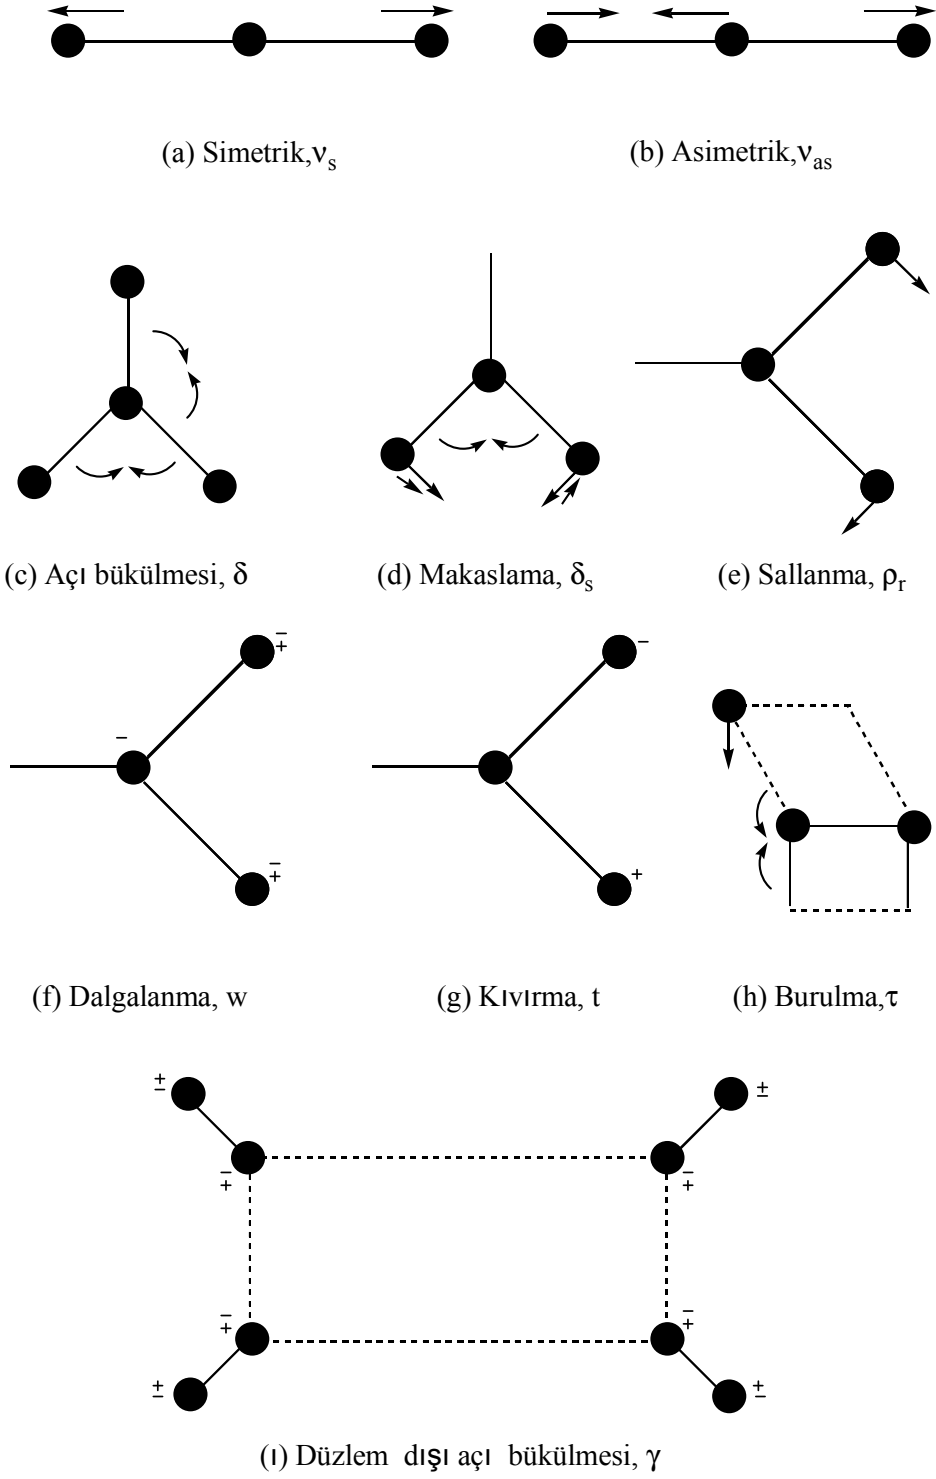 (a) Simetrik,νs
(b) Asimetrik,νas
(c) Açı bükülmesi, δ
(d) Makaslama, δs
(e) Sallanma, ρr
− +
−
− +
−
+
(f) Dalgalanma, w
(g) Kıvırma, t
(h) Burulma,τ
±
±
− +
− +
− +
− +
±
±
(ı) Düzlem dışı açı bükülmesi, γ